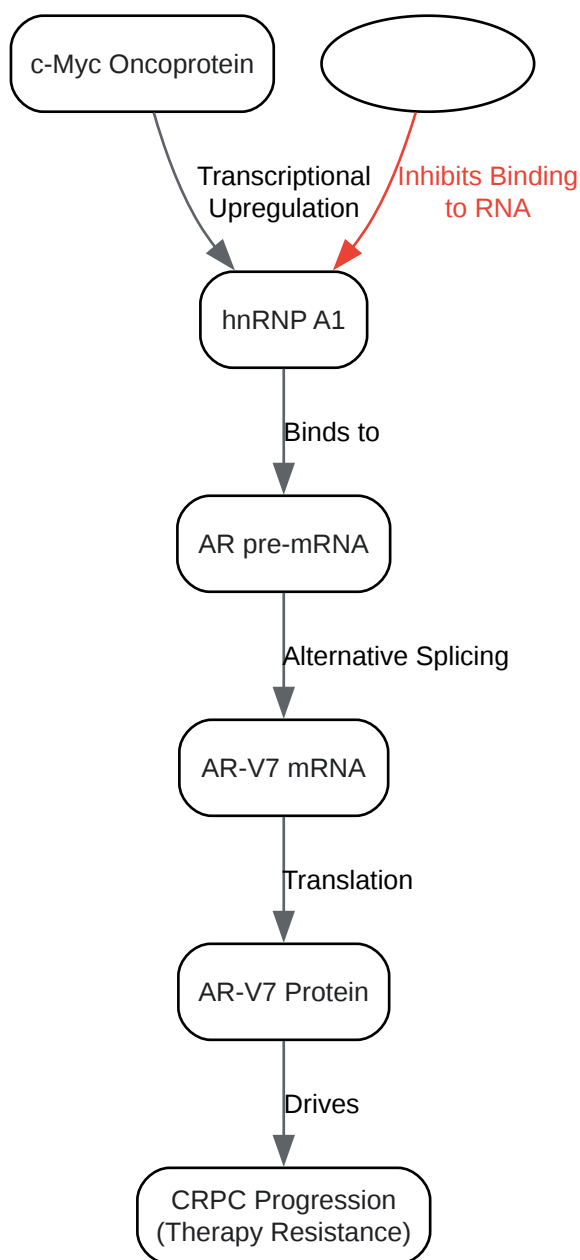 c-Myc Oncoprotein
Transcriptional
Upregulation
Inhibits Binding
to RNA
hnRNP A1
Binds to
AR pre-mRNA
Alternative Splicing
AR-V7 mRNA
Translation
AR-V7 Protein
Drives
CRPC Progression
(Therapy Resistance)